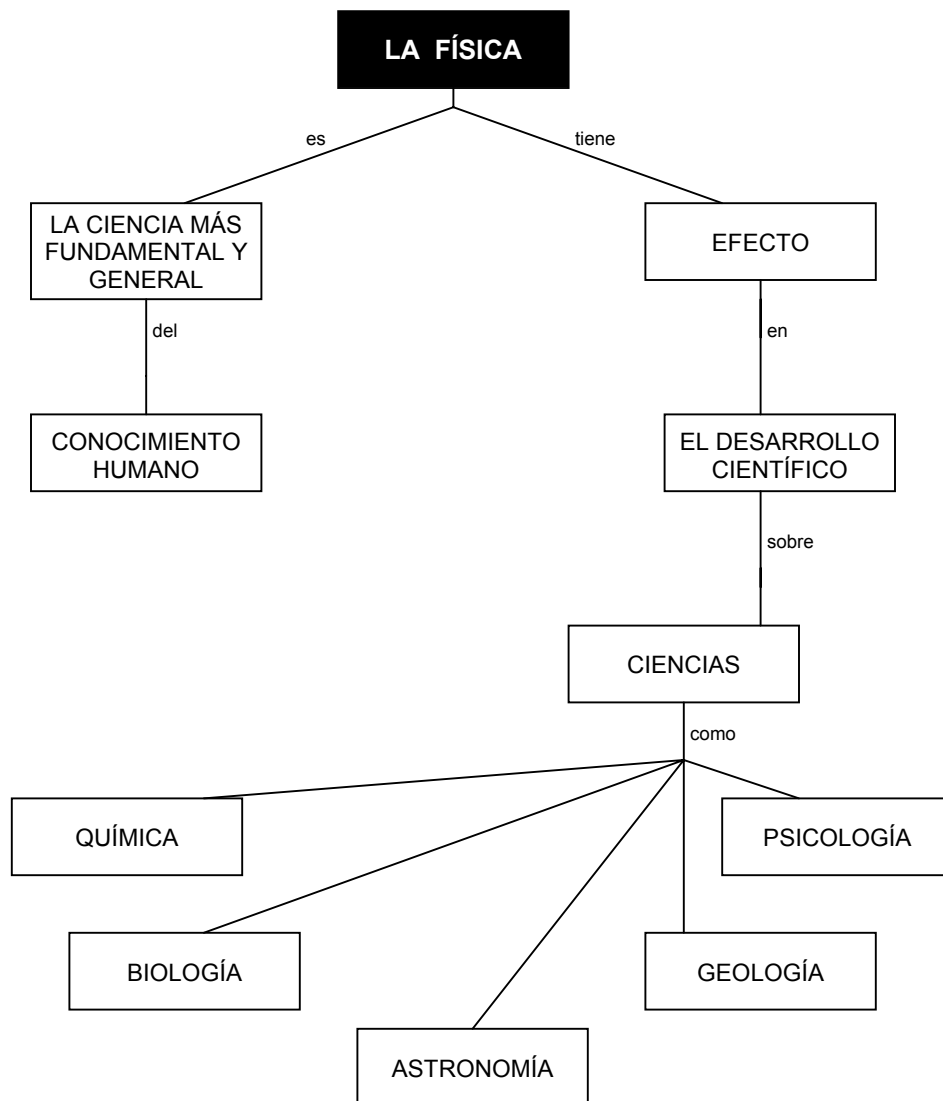 LA FÍSICA
es
tiene
LA CIENCIA MÁS
FUNDAMENTAL Y
GENERAL
EFECTO
del
en
CONOCIMIENTO
HUMANO
EL DESARROLLO
CIENTÍFICO
sobre
CIENCIAS
como
QUÍMICA
PSICOLOGÍA
BIOLOGÍA
GEOLOGÍA
ASTRONOMÍA